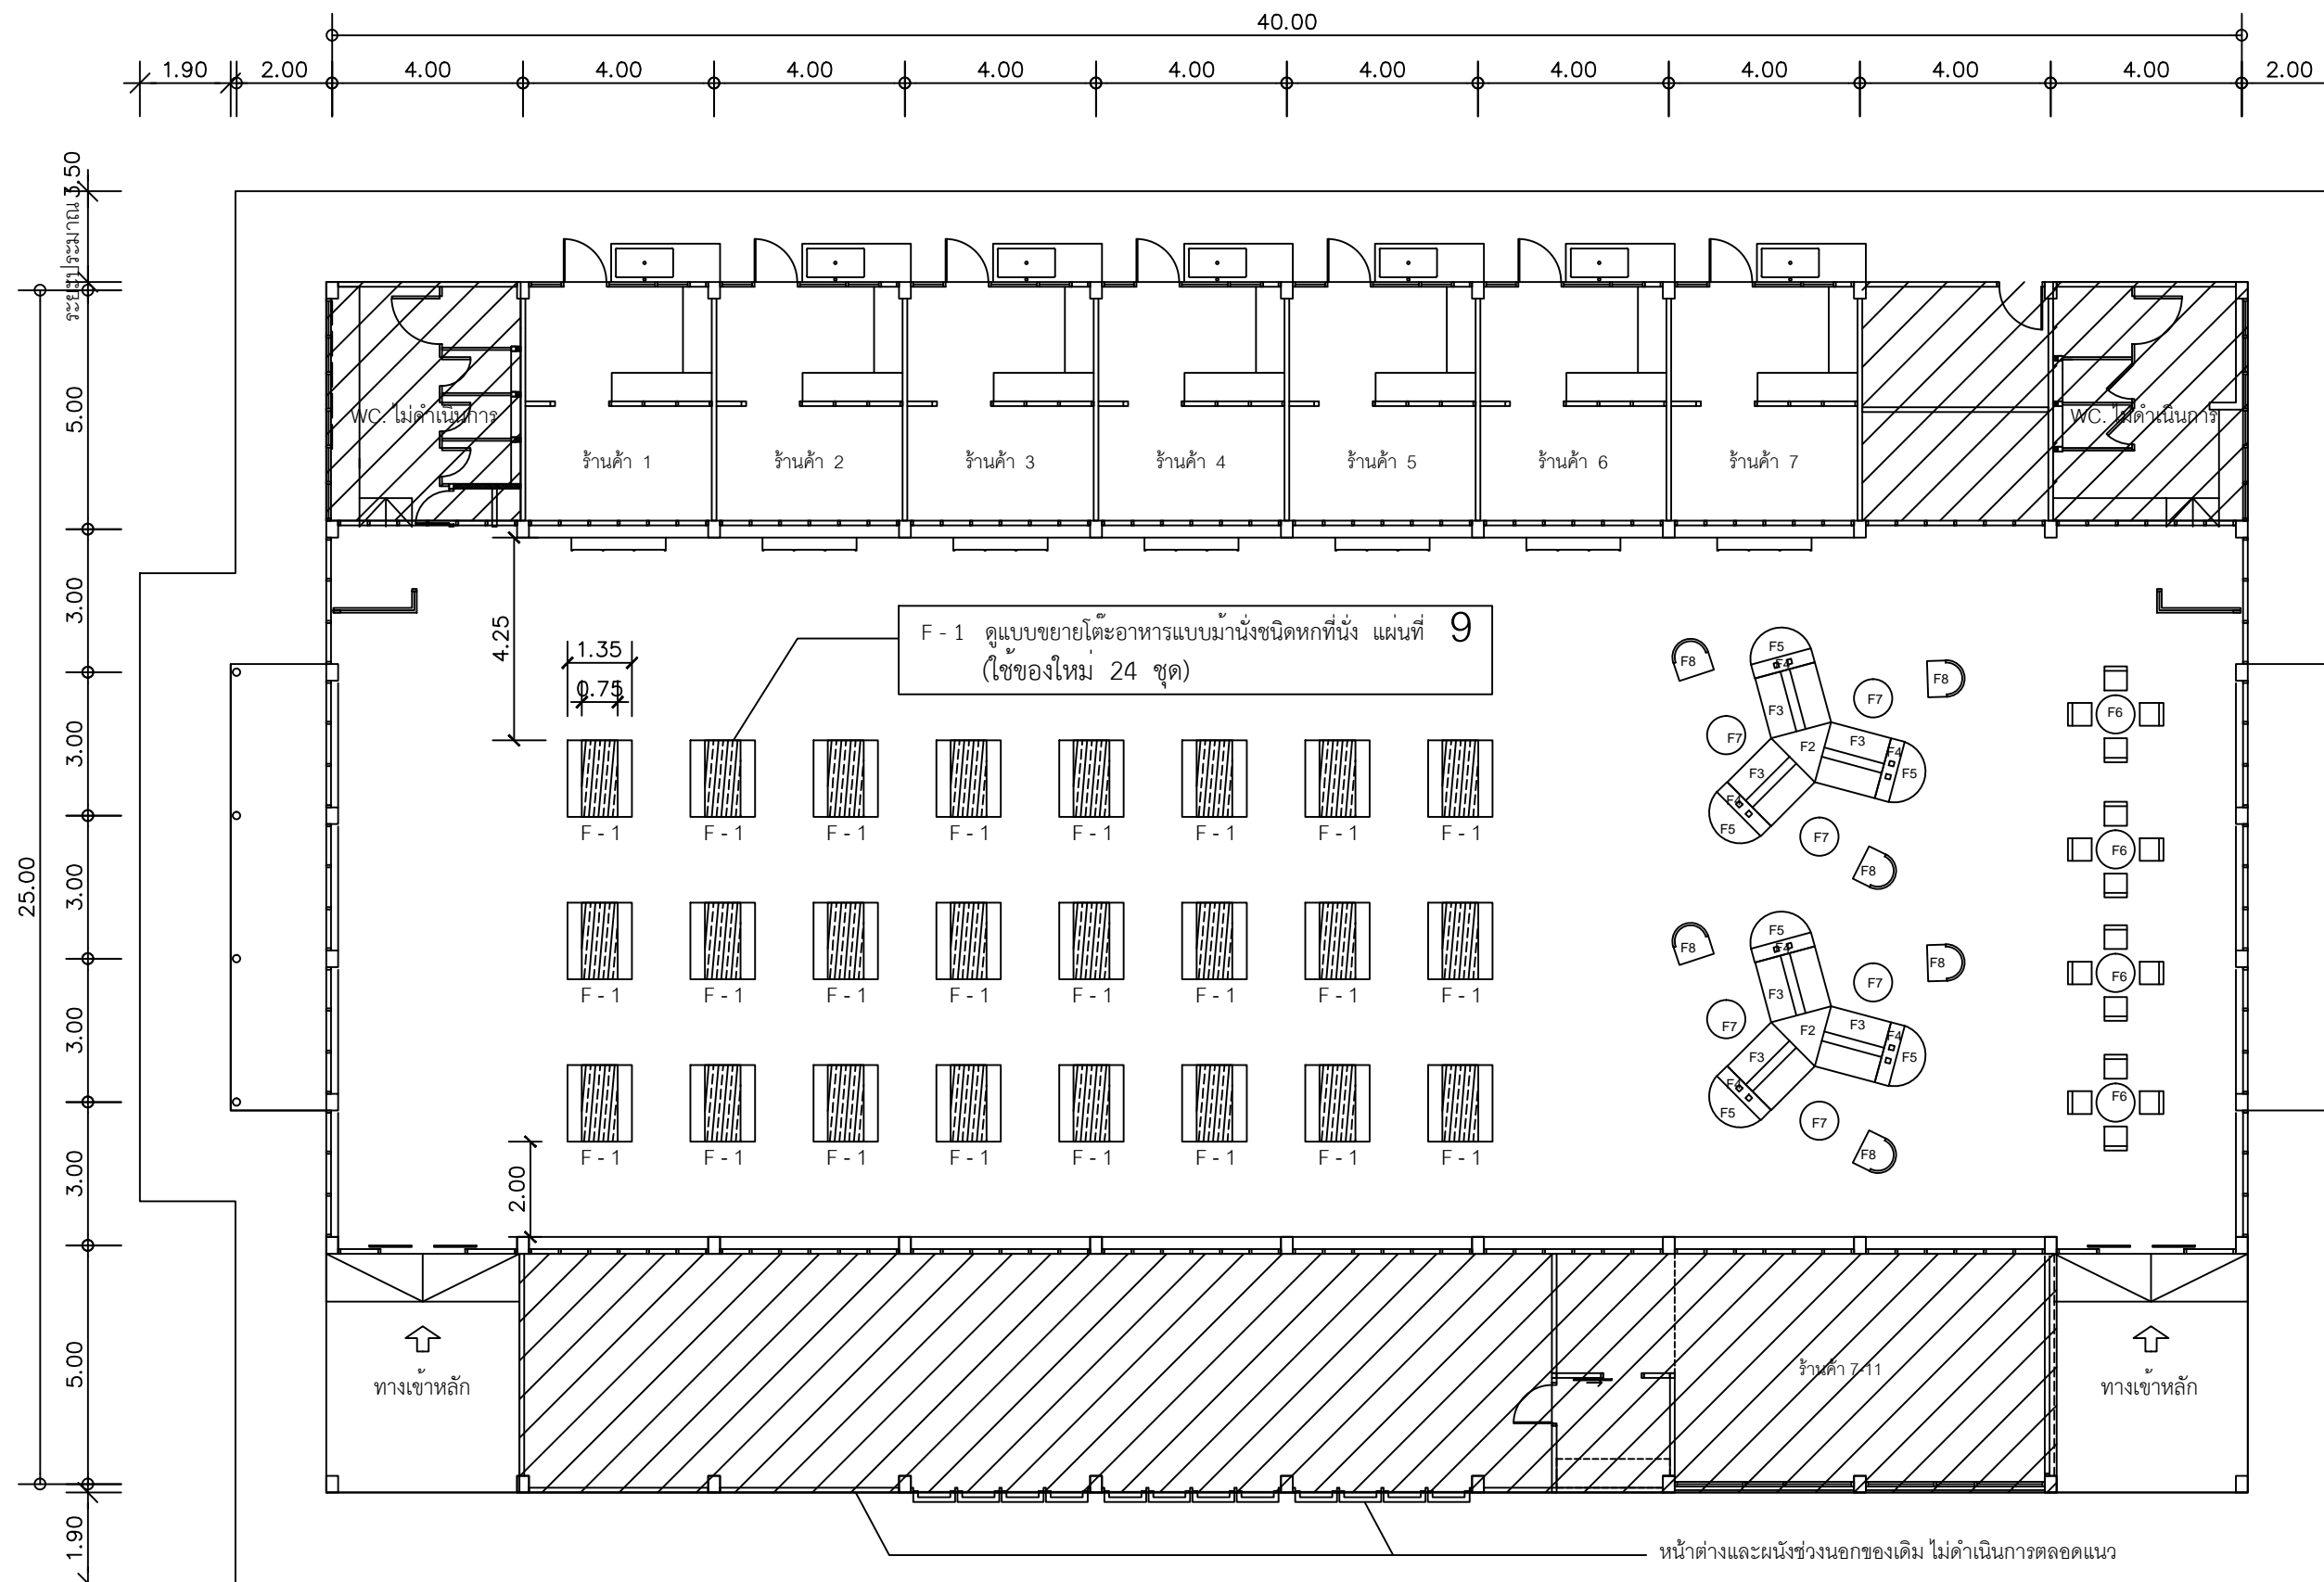 40.00
1.90 2.00 4.00 4.00 4.00 4.00 4.00 4.00 4.00 4.00 4.00 4.00 2.00
ระยะประมาณ 3.50
5.00
3.00
3.00
3.00
3.00
3.00
5.00
1.90
25.00
WC. ไม่ดำเนินการ
WC. ไม่ดำเนินการ
ร้านค้า 1 ร้านค้า 2 ร้านค้า 3 ร้านค้า 4 ร้านค้า 5 ร้านค้า 6 ร้านค้า 7
4.25
F - 1 ดูแบบขยายโต๊ะอาหารแบบม้านั่งชนิดหกที่นั่ง แผ่นที่ 9
(ใช้ของใหม่ 24 ชุด)
1.35
0.75
F - 1 F - 1 F - 1 F - 1 F - 1 F - 1 F - 1 F - 1
F - 1 F - 1 F - 1 F - 1 F - 1 F - 1 F - 1 F - 1
F - 1 F - 1 F - 1 F - 1 F - 1 F - 1 F - 1 F - 1
2.00
F8 F5 F4 F8
F3 F7
F7 F2 F3 F4
F3 F5
F4
F5 F7
F8
F8 F5 F4 F8
F3 F7
F7 F2 F3 F4
F3 F5
F4
F5 F7
F8
F6
F6
F6
F6
ทางเข้าหลัก
ร้านค้า 7-11
ทางเข้าหลัก
หน้าต่างและผนังช่วงนอกของเดิม ไม่ดำเนินการตลอดแนว